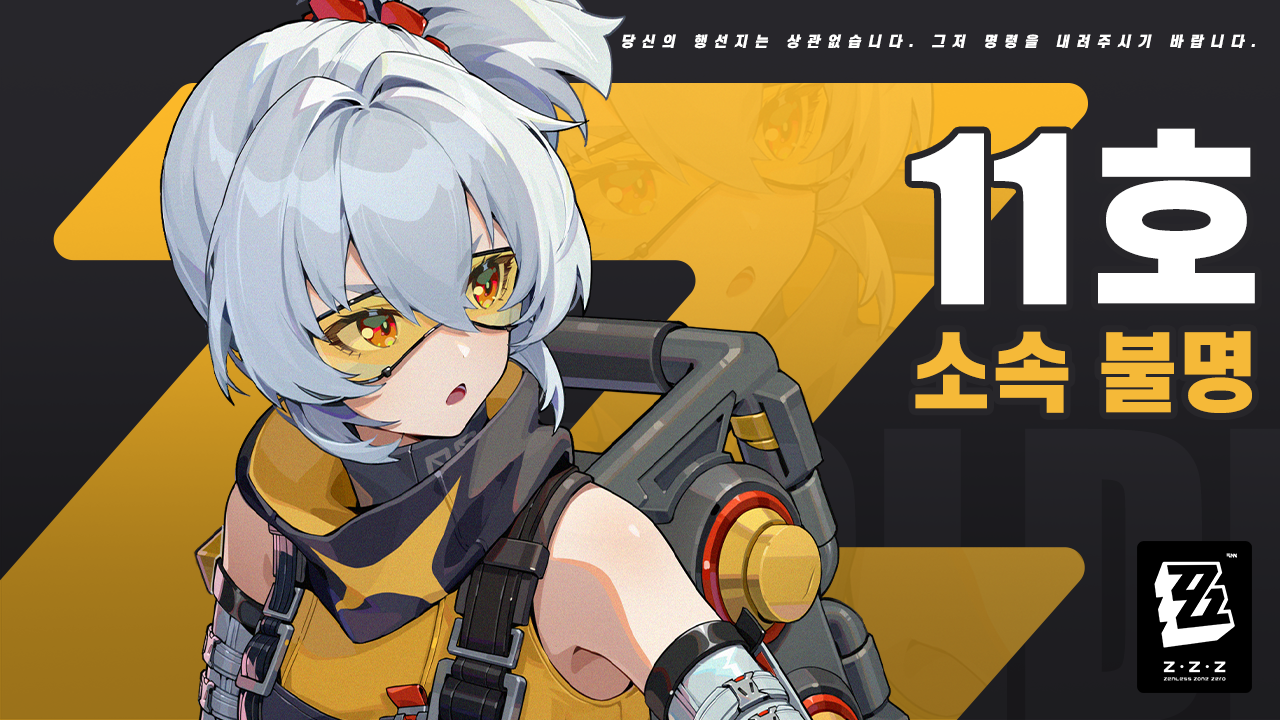 당신의 행선지는 상관없습니다. 그저 명령을 내려주시기 바랍니다.
11호
소속 불명
Z·Z·Z
ZENLESS ZONE ZERO